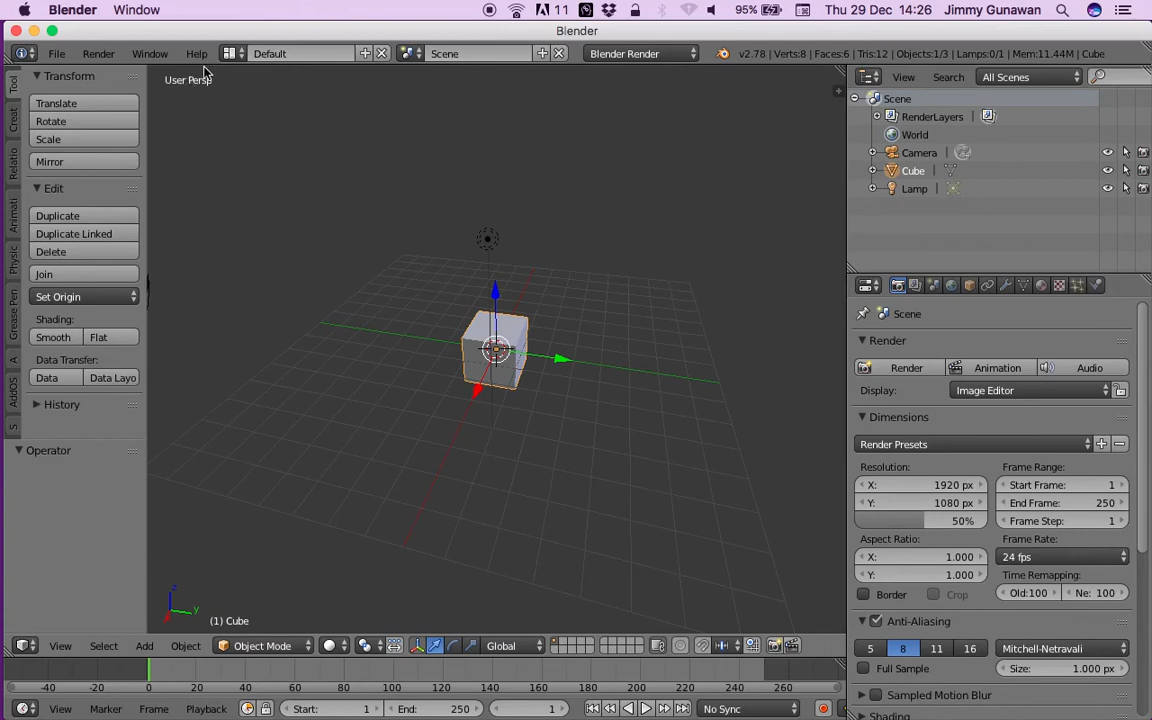 Blender Window 11 95% Thu 29 Dec 14:26 Jimmy Gunawan
Blender
File Render Window Help Default Scene Blender Render v2.78 | Verts:8 | Faces:6 | Tris:12 | Objects:1/3 | Lamps:0/1 | Mem:11.44M | Cube
Transform
Translate
Rotate
Scale
Mirror
Edit
Duplicate
Duplicate Linked
Delete
Join
Set Origin
Shading:
Smooth Flat
Data Transfer:
Data Data Layo
History
Operator
Tool
Creat
Relatio
Animati
Physic
Grease Pen
A
AddOS
S
User Persp
z
y
(1) Cube
View Select Add Object Object Mode Global
-40 -20 0 20 40 60 80 100 120 140 160 180 200 220 240 260
View Marker Frame Playback Start: 1 End: 250 1 No Sync
View Search All Scenes
Scene
RenderLayers |
World
Camera |
Cube |
Lamp |
Scene
Render
Render Animation Audio
Display: Image Editor
Dimensions
Render Presets
Resolution: Frame Range:
X: 1920 px Start Frame: 1
Y: 1080 px End Frame: 250
50% Frame Step: 1
Aspect Ratio: Frame Rate:
X: 1.000 24 fps
Y: 1.000 Time Remapping:
Border Crop Old:100 Ne: 100
Anti-Aliasing
5 8 11 16 Mitchell-Netravali
Full Sample Size: 1.000 px
Sampled Motion Blur
Shading